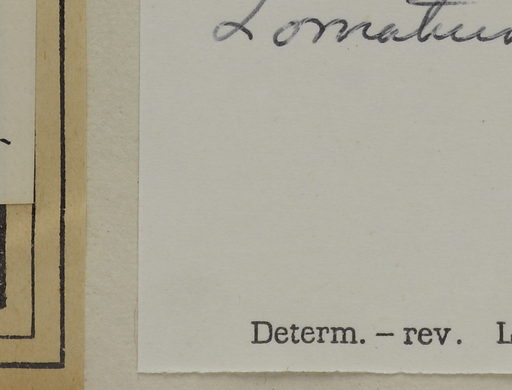 Lomatium
Determ. – rev. L